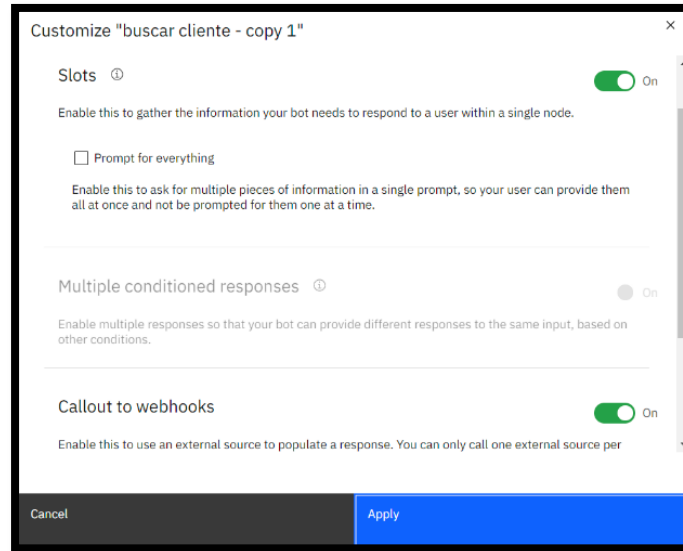 Customize "buscar cliente - copy 1"
Slots
On
Enable this to gather the information your bot needs to respond to a user within a single node.
Prompt for everything
Enable this to ask for multiple pieces of information in a single prompt, so your user can provide them
all at once and not be prompted for them one at a time.
Multiple conditioned responses
On
Enable multiple responses so that your bot can provide different responses to the same input, based on
other conditions.
Callout to webhooks
On
Enable this to use an external source to populate a response. You can only call one external source per
Cancel
Apply